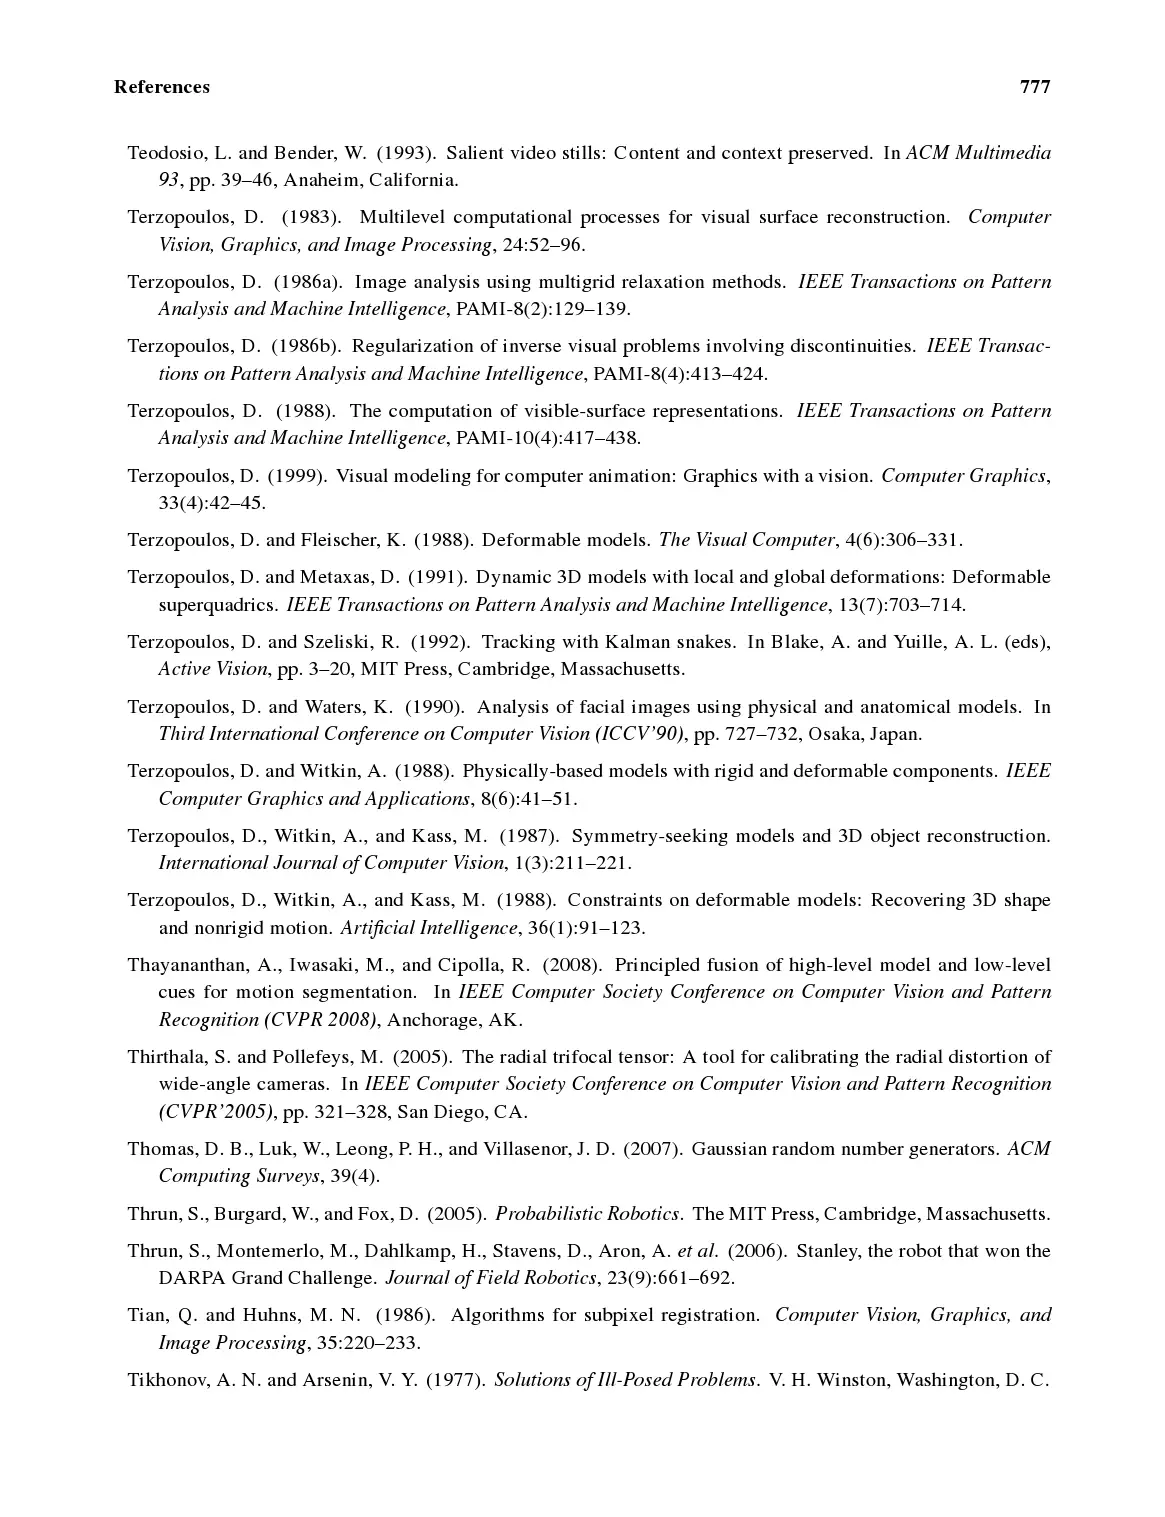 References 777
Teodosio, L. and Bender, W. (1993). Salient video stills: Content and context preserved. In ACM Multimedia
93, pp. 39–46, Anaheim, California.
Terzopoulos, D. (1983). Multilevel computational processes for visual surface reconstruction. Computer
Vision, Graphics, and Image Processing, 24:52–96.
Terzopoulos, D. (1986a). Image analysis using multigrid relaxation methods. IEEE Transactions on Pattern
Analysis and Machine Intelligence, PAMI-8(2):129–139.
Terzopoulos, D. (1986b). Regularization of inverse visual problems involving discontinuities. IEEE Transac-
tions on Pattern Analysis and Machine Intelligence, PAMI-8(4):413–424.
Terzopoulos, D. (1988). The computation of visible-surface representations. IEEE Transactions on Pattern
Analysis and Machine Intelligence, PAMI-10(4):417–438.
Terzopoulos, D. (1999). Visual modeling for computer animation: Graphics with a vision. Computer Graphics,
33(4):42–45.
Terzopoulos, D. and Fleischer, K. (1988). Deformable models. The Visual Computer, 4(6):306–331.
Terzopoulos, D. and Metaxas, D. (1991). Dynamic 3D models with local and global deformations: Deformable
superquadrics. IEEE Transactions on Pattern Analysis and Machine Intelligence, 13(7):703–714.
Terzopoulos, D. and Szeliski, R. (1992). Tracking with Kalman snakes. In Blake, A. and Yuille, A. L. (eds),
Active Vision, pp. 3–20, MIT Press, Cambridge, Massachusetts.
Terzopoulos, D. and Waters, K. (1990). Analysis of facial images using physical and anatomical models. In
Third International Conference on Computer Vision (ICCV'90), pp. 727–732, Osaka, Japan.
Terzopoulos, D. and Witkin, A. (1988). Physically-based models with rigid and deformable components. IEEE
Computer Graphics and Applications, 8(6):41–51.
Terzopoulos, D., Witkin, A., and Kass, M. (1987). Symmetry-seeking models and 3D object reconstruction.
International Journal of Computer Vision, 1(3):211–221.
Terzopoulos, D., Witkin, A., and Kass, M. (1988). Constraints on deformable models: Recovering 3D shape
and nonrigid motion. Artificial Intelligence, 36(1):91–123.
Thayananthan, A., Iwasaki, M., and Cipolla, R. (2008). Principled fusion of high-level model and low-level
cues for motion segmentation. In IEEE Computer Society Conference on Computer Vision and Pattern
Recognition (CVPR 2008), Anchorage, AK.
Thirthala, S. and Pollefeys, M. (2005). The radial trifocal tensor: A tool for calibrating the radial distortion of
wide-angle cameras. In IEEE Computer Society Conference on Computer Vision and Pattern Recognition
(CVPR'2005), pp. 321–328, San Diego, CA.
Thomas, D. B., Luk, W., Leong, P. H., and Villasenor, J. D. (2007). Gaussian random number generators. ACM
Computing Surveys, 39(4).
Thrun, S., Burgard, W., and Fox, D. (2005). Probabilistic Robotics. The MIT Press, Cambridge, Massachusetts.
Thrun, S., Montemerlo, M., Dahlkamp, H., Stavens, D., Aron, A. et al. (2006). Stanley, the robot that won the
DARPA Grand Challenge. Journal of Field Robotics, 23(9):661–692.
Tian, Q. and Huhns, M. N. (1986). Algorithms for subpixel registration. Computer Vision, Graphics, and
Image Processing, 35:220–233.
Tikhonov, A. N. and Arsenin, V. Y. (1977). Solutions of Ill-Posed Problems. V. H. Winston, Washington, D. C.